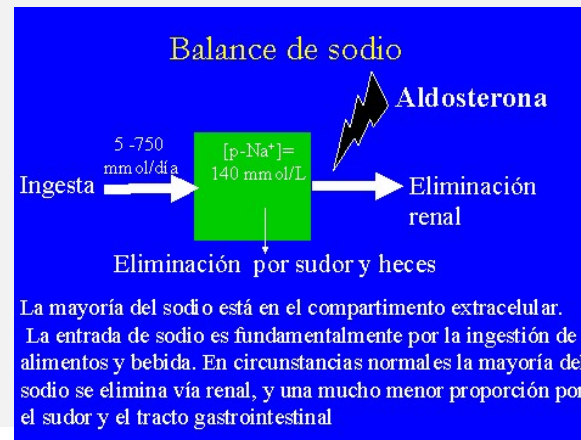 Balance de sodio
Aldosterona
5 -750
mmol/día
[p-Na⁺]=
140 mmol/L
Ingesta
Eliminación
renal
Eliminación por sudor y heces
La mayoría del sodio está en el compartimento extracelular.
La entrada de sodio es fundamentalmente por la ingestión de
alimentos y bebida. En circunstancias normales la mayoría del
sodio se elimina vía renal, y una mucho menor proporción por
el sudor y el tracto gastrointestinal